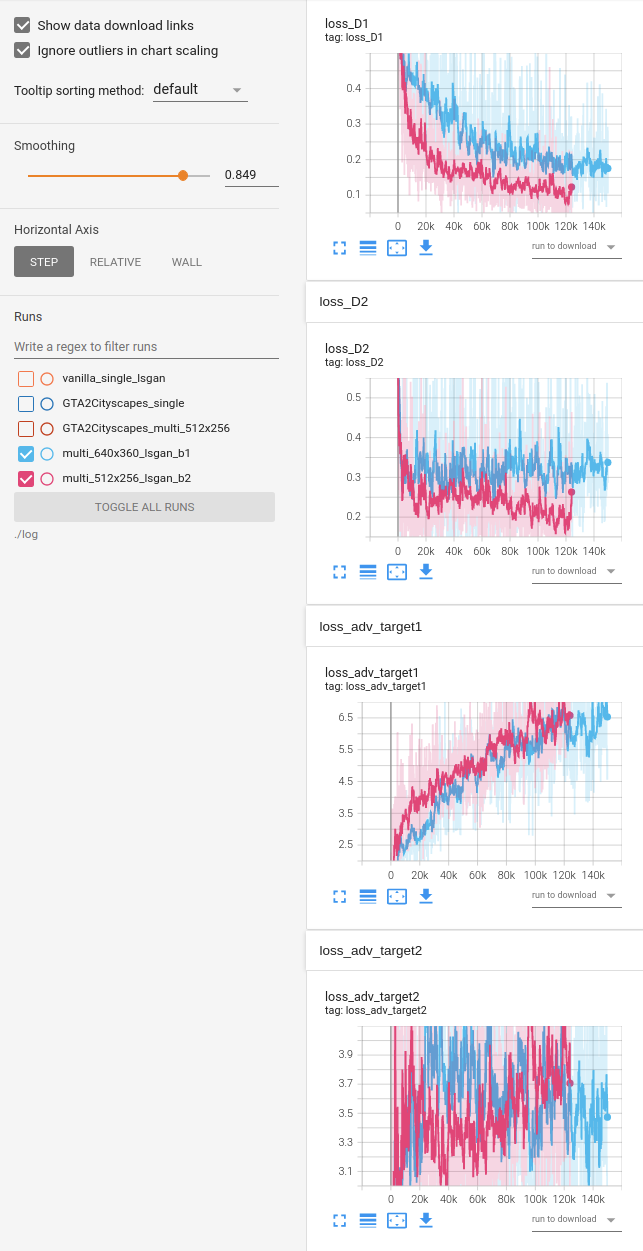 Show data download links
Ignore outliers in chart scaling
Tooltip sorting method: default
Smoothing
0.849
Horizontal Axis
STEP RELATIVE WALL
Runs
Write a regex to filter runs
vanilla_single_lsgan
GTA2Cityscapes_single
GTA2Cityscapes_multi_512x256
multi_640x360_lsgan_b1
multi_512x256_lsgan_b2
TOGGLE ALL RUNS
./log
loss_D1
tag: loss_D1
0.4
0.3
0.2
0.1
0 20k 40k 60k 80k 100k 120k 140k
run to download
loss_D2
loss_D2
tag: loss_D2
0.5
0.4
0.3
0.2
0 20k 40k 60k 80k 100k 120k 140k
run to download
loss_adv_target1
loss_adv_target1
tag: loss_adv_target1
6.5
5.5
4.5
3.5
2.5
0 20k 40k 60k 80k 100k 120k 140k
run to download
loss_adv_target2
loss_adv_target2
tag: loss_adv_target2
3.9
3.7
3.5
3.3
3.1
0 20k 40k 60k 80k 100k 120k 140k
run to download